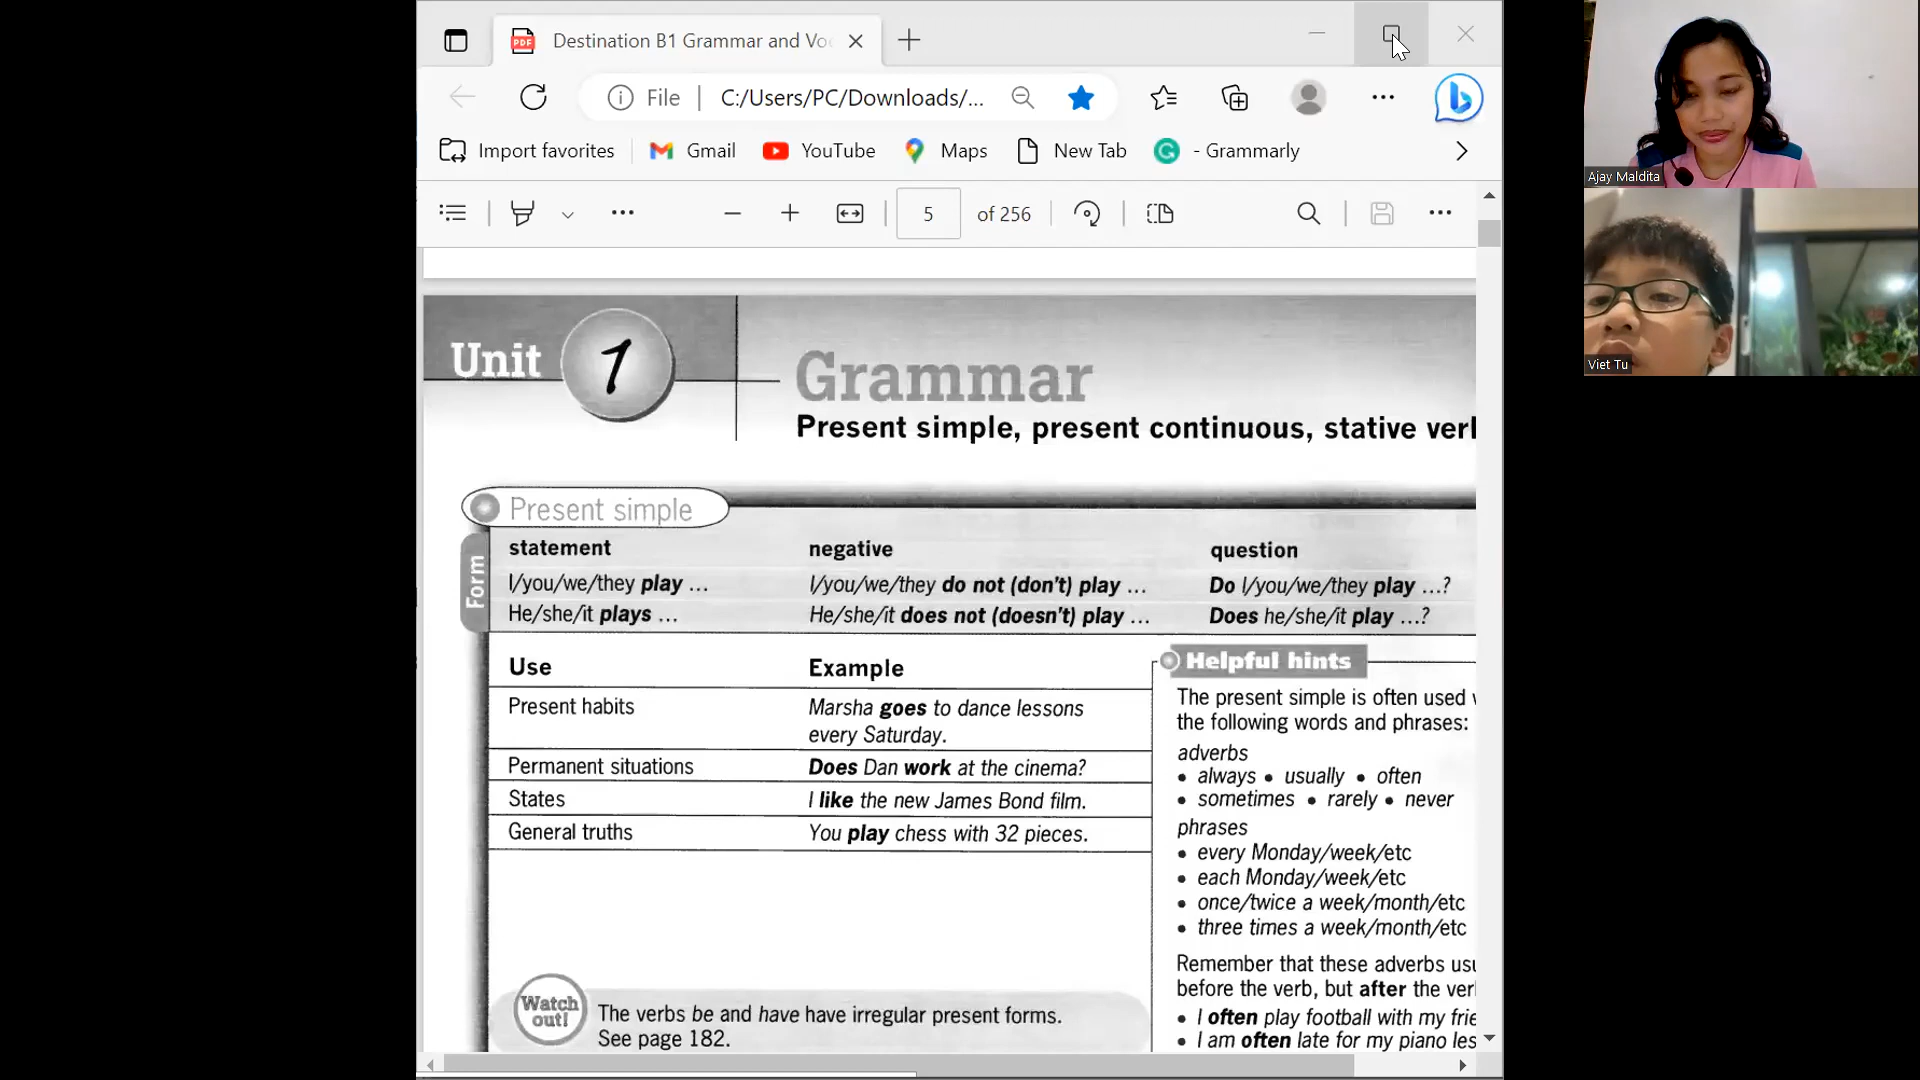 Destination B1 Grammar and Vo
File
C:/Users/PC/Downloads/...
Import favorites
Gmail
YouTube
Maps
New Tab
- Grammarly
5 of 256
Unit 1
Grammar
Present simple, present continuous, stative verl
Present simple
Form
statement negative question
I/you/we/they play ... I/you/we/they do not (don't) play ... Do I/you/we/they play ...?
He/she/it plays ... He/she/it does not (doesn't) play ... Does he/she/it play ...?
Use Example
Present habits Marsha goes to dance lessons
every Saturday.
Permanent situations Does Dan work at the cinema?
States I like the new James Bond film.
General truths You play chess with 32 pieces.
Helpful hints
The present simple is often used
the following words and phrases:
adverbs
• always • usually • often
• sometimes • rarely • never
phrases
• every Monday/week/etc
• each Monday/week/etc
• once/twice a week/month/etc
• three times a week/month/etc
Remember that these adverbs usu
before the verb, but after the ver
• I often play football with my frie
• I am often late for my piano les
Watch
out!
The verbs be and have have irregular present forms.
See page 182.
Ajay Maldita
Viet Tu